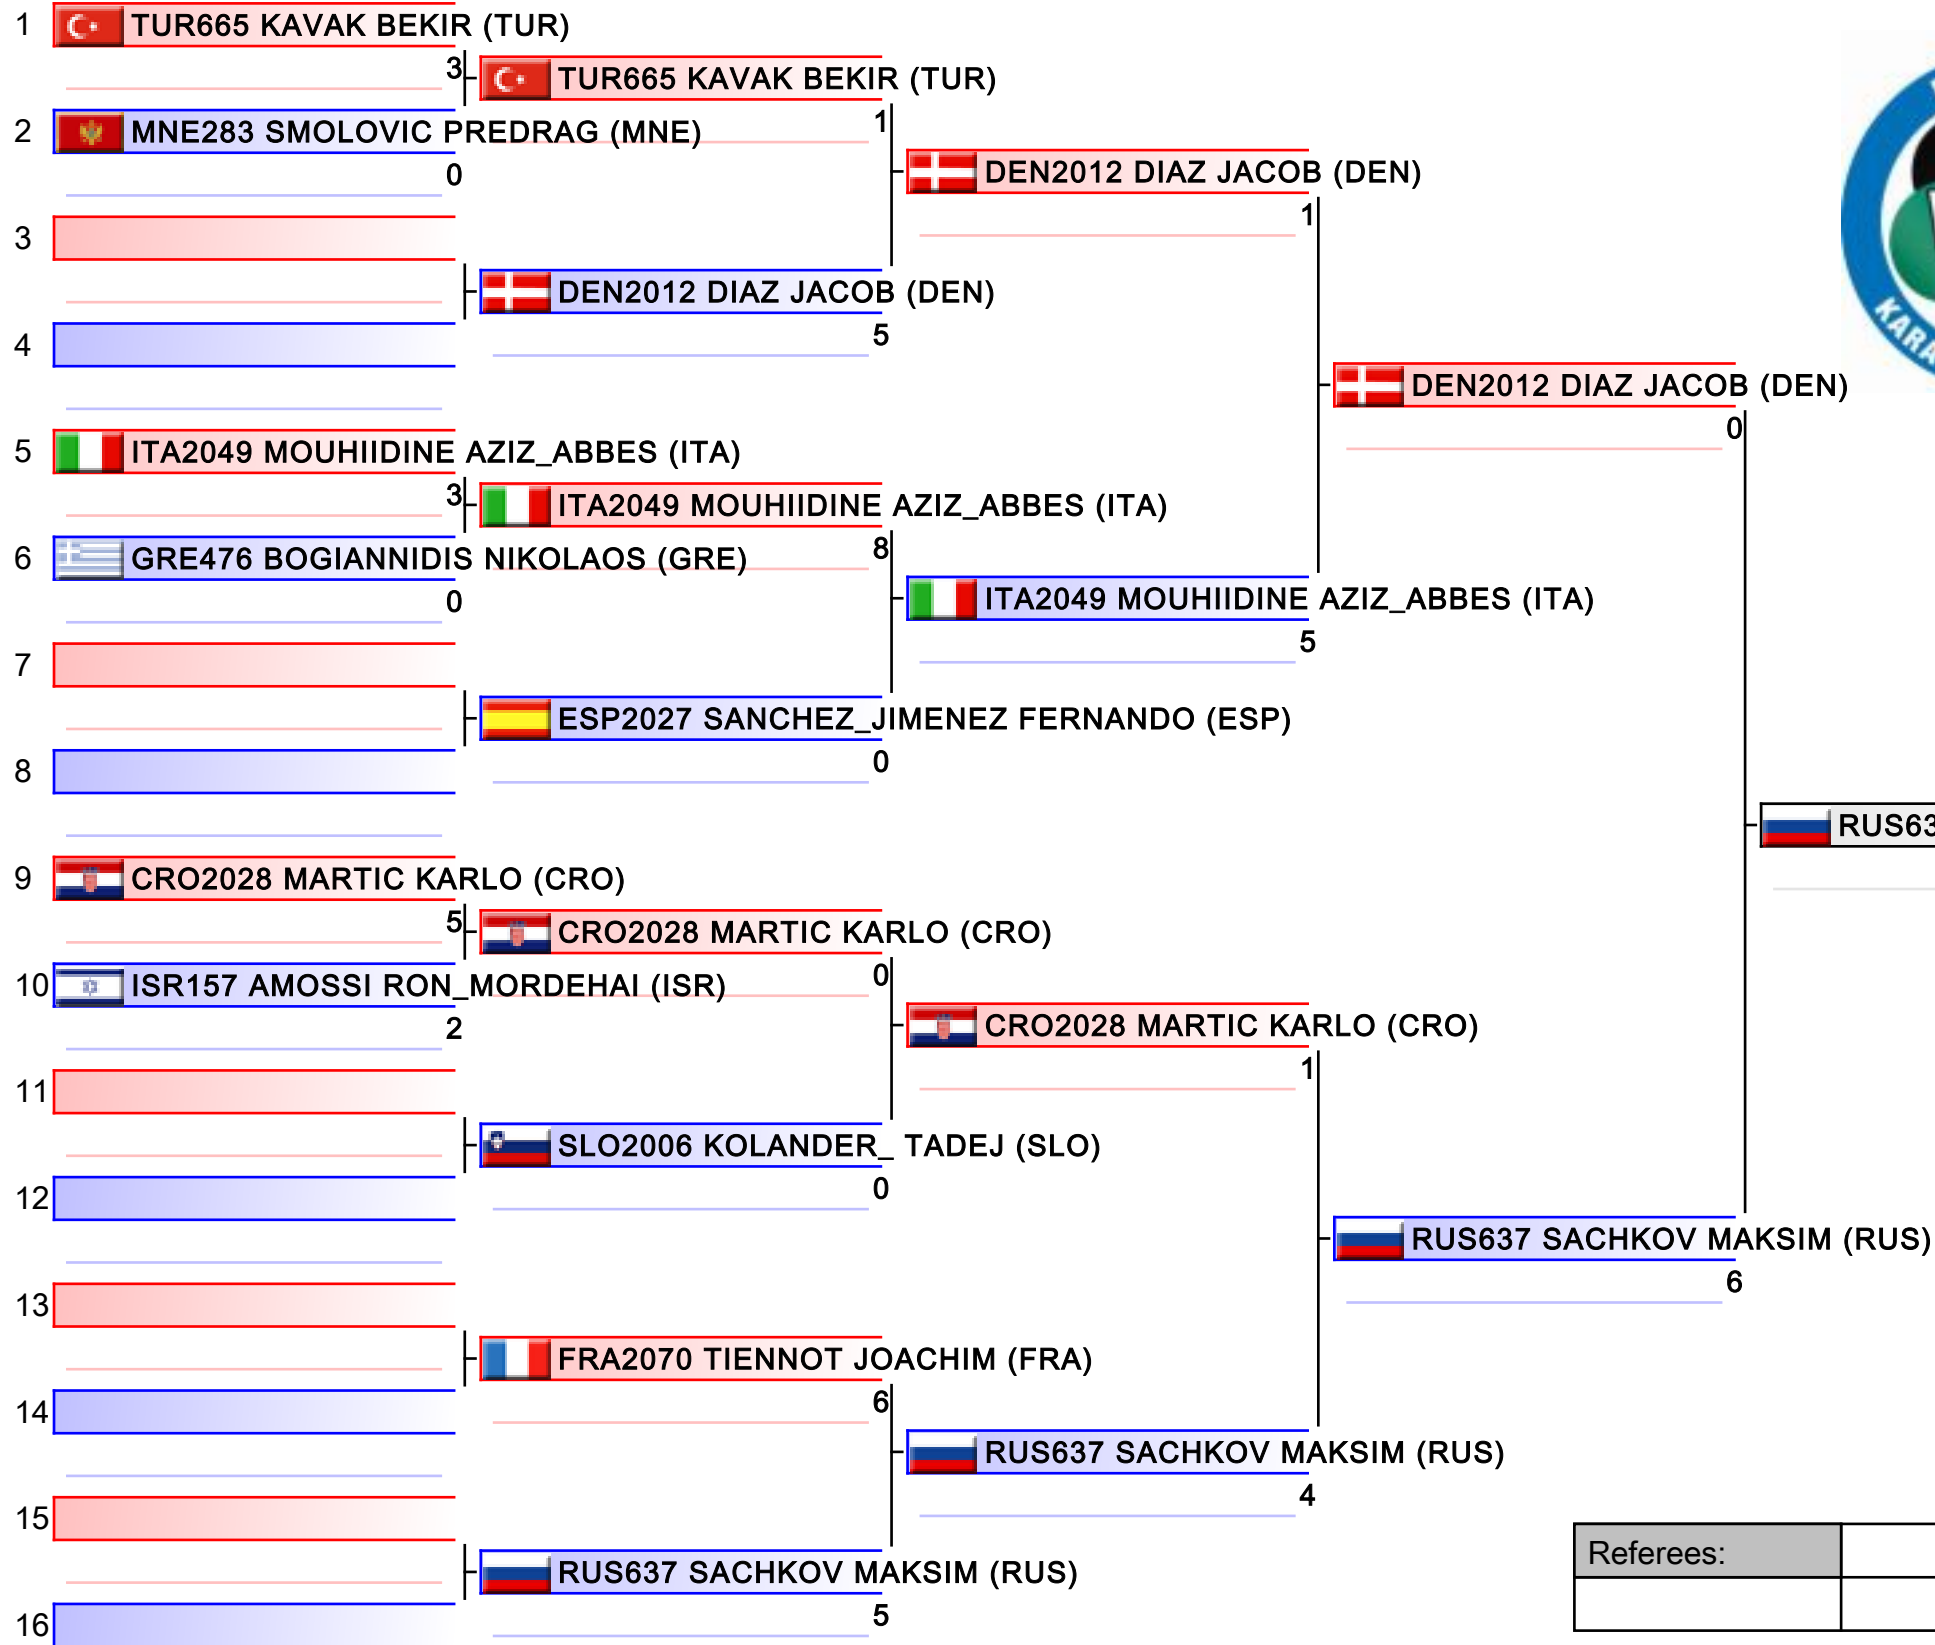 1 TUR665 KAVAK BEKIR (TUR)
3 TUR665 KAVAK BEKIR (TUR)
1
2 MNE283 SMOLOVIC PREDRAG (MNE)
0
DEN2012 DIAZ JACOB (DEN)
1
3
DEN2012 DIAZ JACOB (DEN)
5
4
DEN2012 DIAZ JACOB (DEN)
0
5 ITA2049 MOUHIIDINE AZIZ_ABBES (ITA)
3 ITA2049 MOUHIIDINE AZIZ_ABBES (ITA)
8
6 GRE476 BOGIANNIDIS NIKOLAOS (GRE)
0
ITA2049 MOUHIIDINE AZIZ_ABBES (ITA)
5
7
ESP2027 SANCHEZ_JIMENEZ FERNANDO (ESP)
0
8
RUS63
9 CRO2028 MARTIC KARLO (CRO)
5 CRO2028 MARTIC KARLO (CRO)
0
10 ISR157 AMOSSI RON_MORDEHAI (ISR)
2
CRO2028 MARTIC KARLO (CRO)
1
11
SLO2006 KOLANDER_ TADEJ (SLO)
0
12
RUS637 SACHKOV MAKSIM (RUS)
6
13
FRA2070 TIENNOT JOACHIM (FRA)
6
14
RUS637 SACHKOV MAKSIM (RUS)
4
15
RUS637 SACHKOV MAKSIM (RUS)
5
16
Referees:
KARA